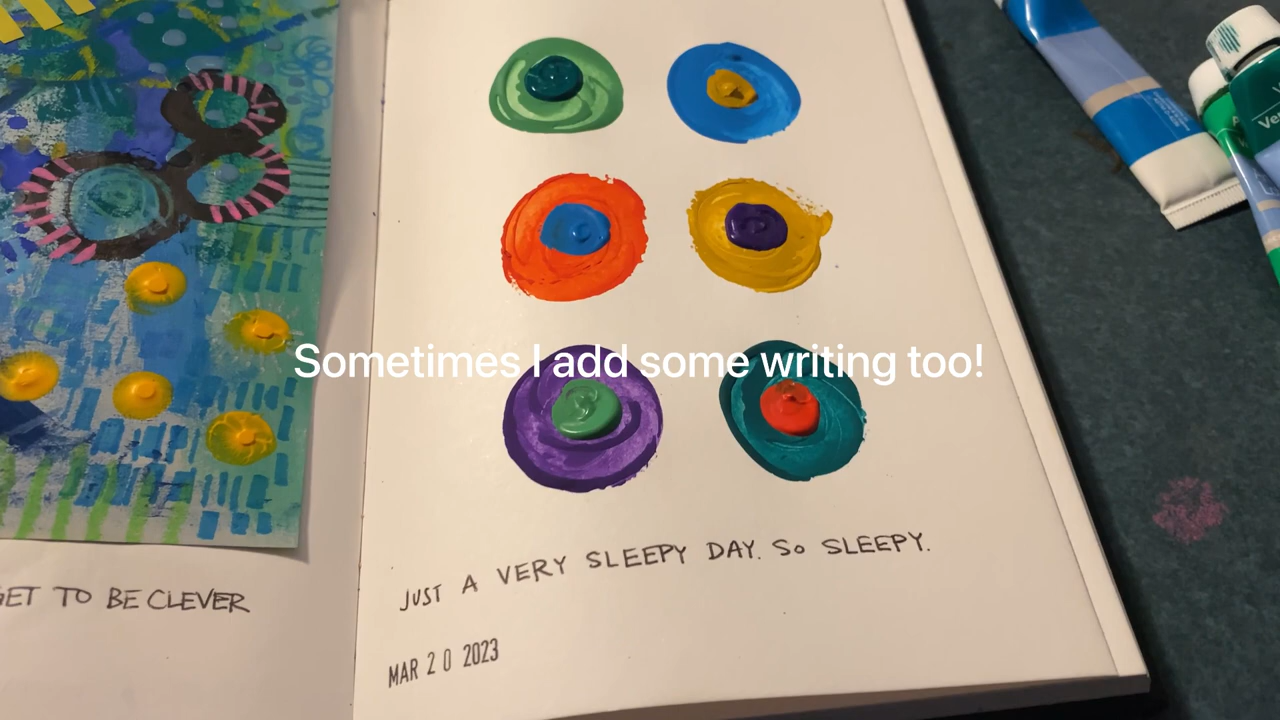 Sometimes I add some writing too!
GET TO BE CLEVER
JUST A VERY SLEEPY DAY. SO SLEEPY.
MAR 20 2023